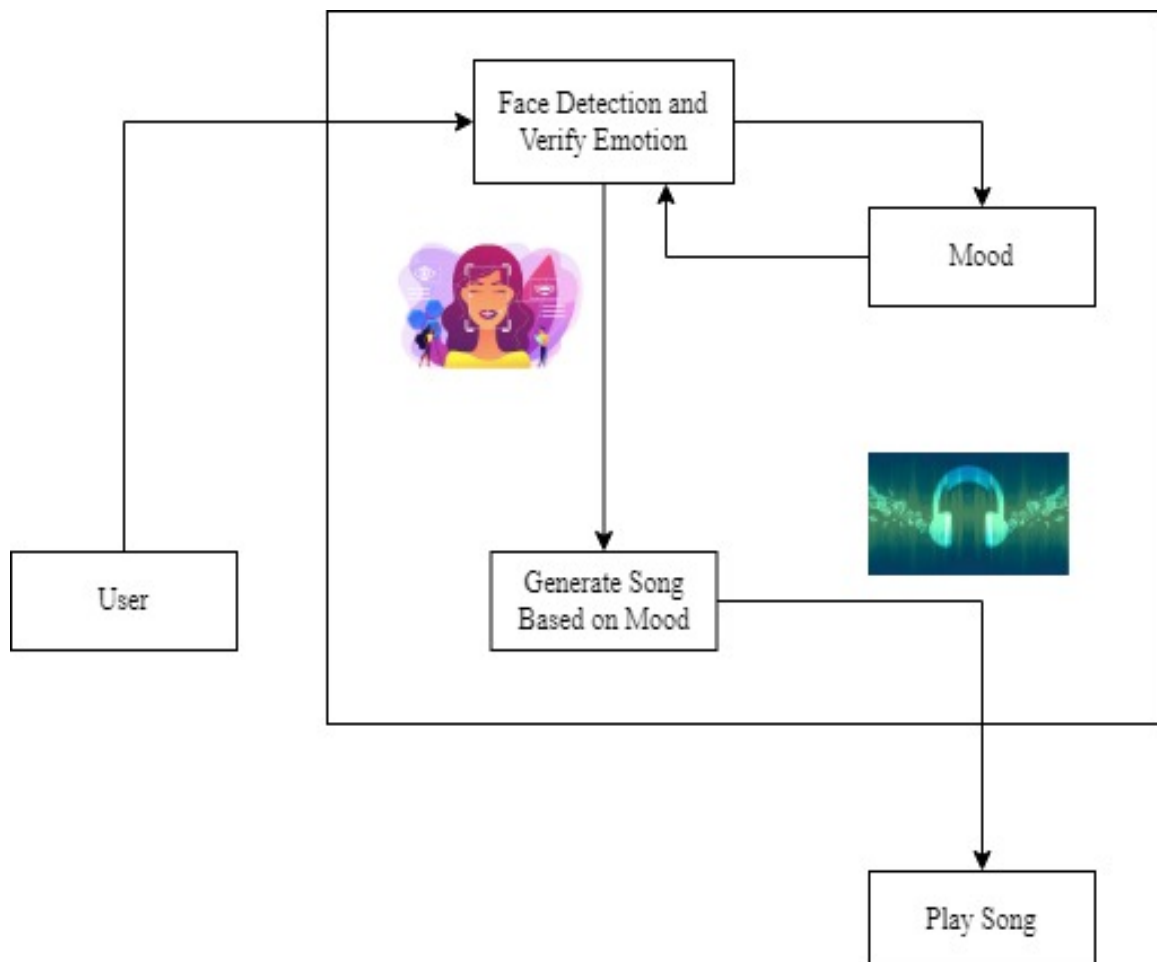 Face Detection and
Verify Emotion
Mood
User
Generate Song
Based on Mood
Play Song